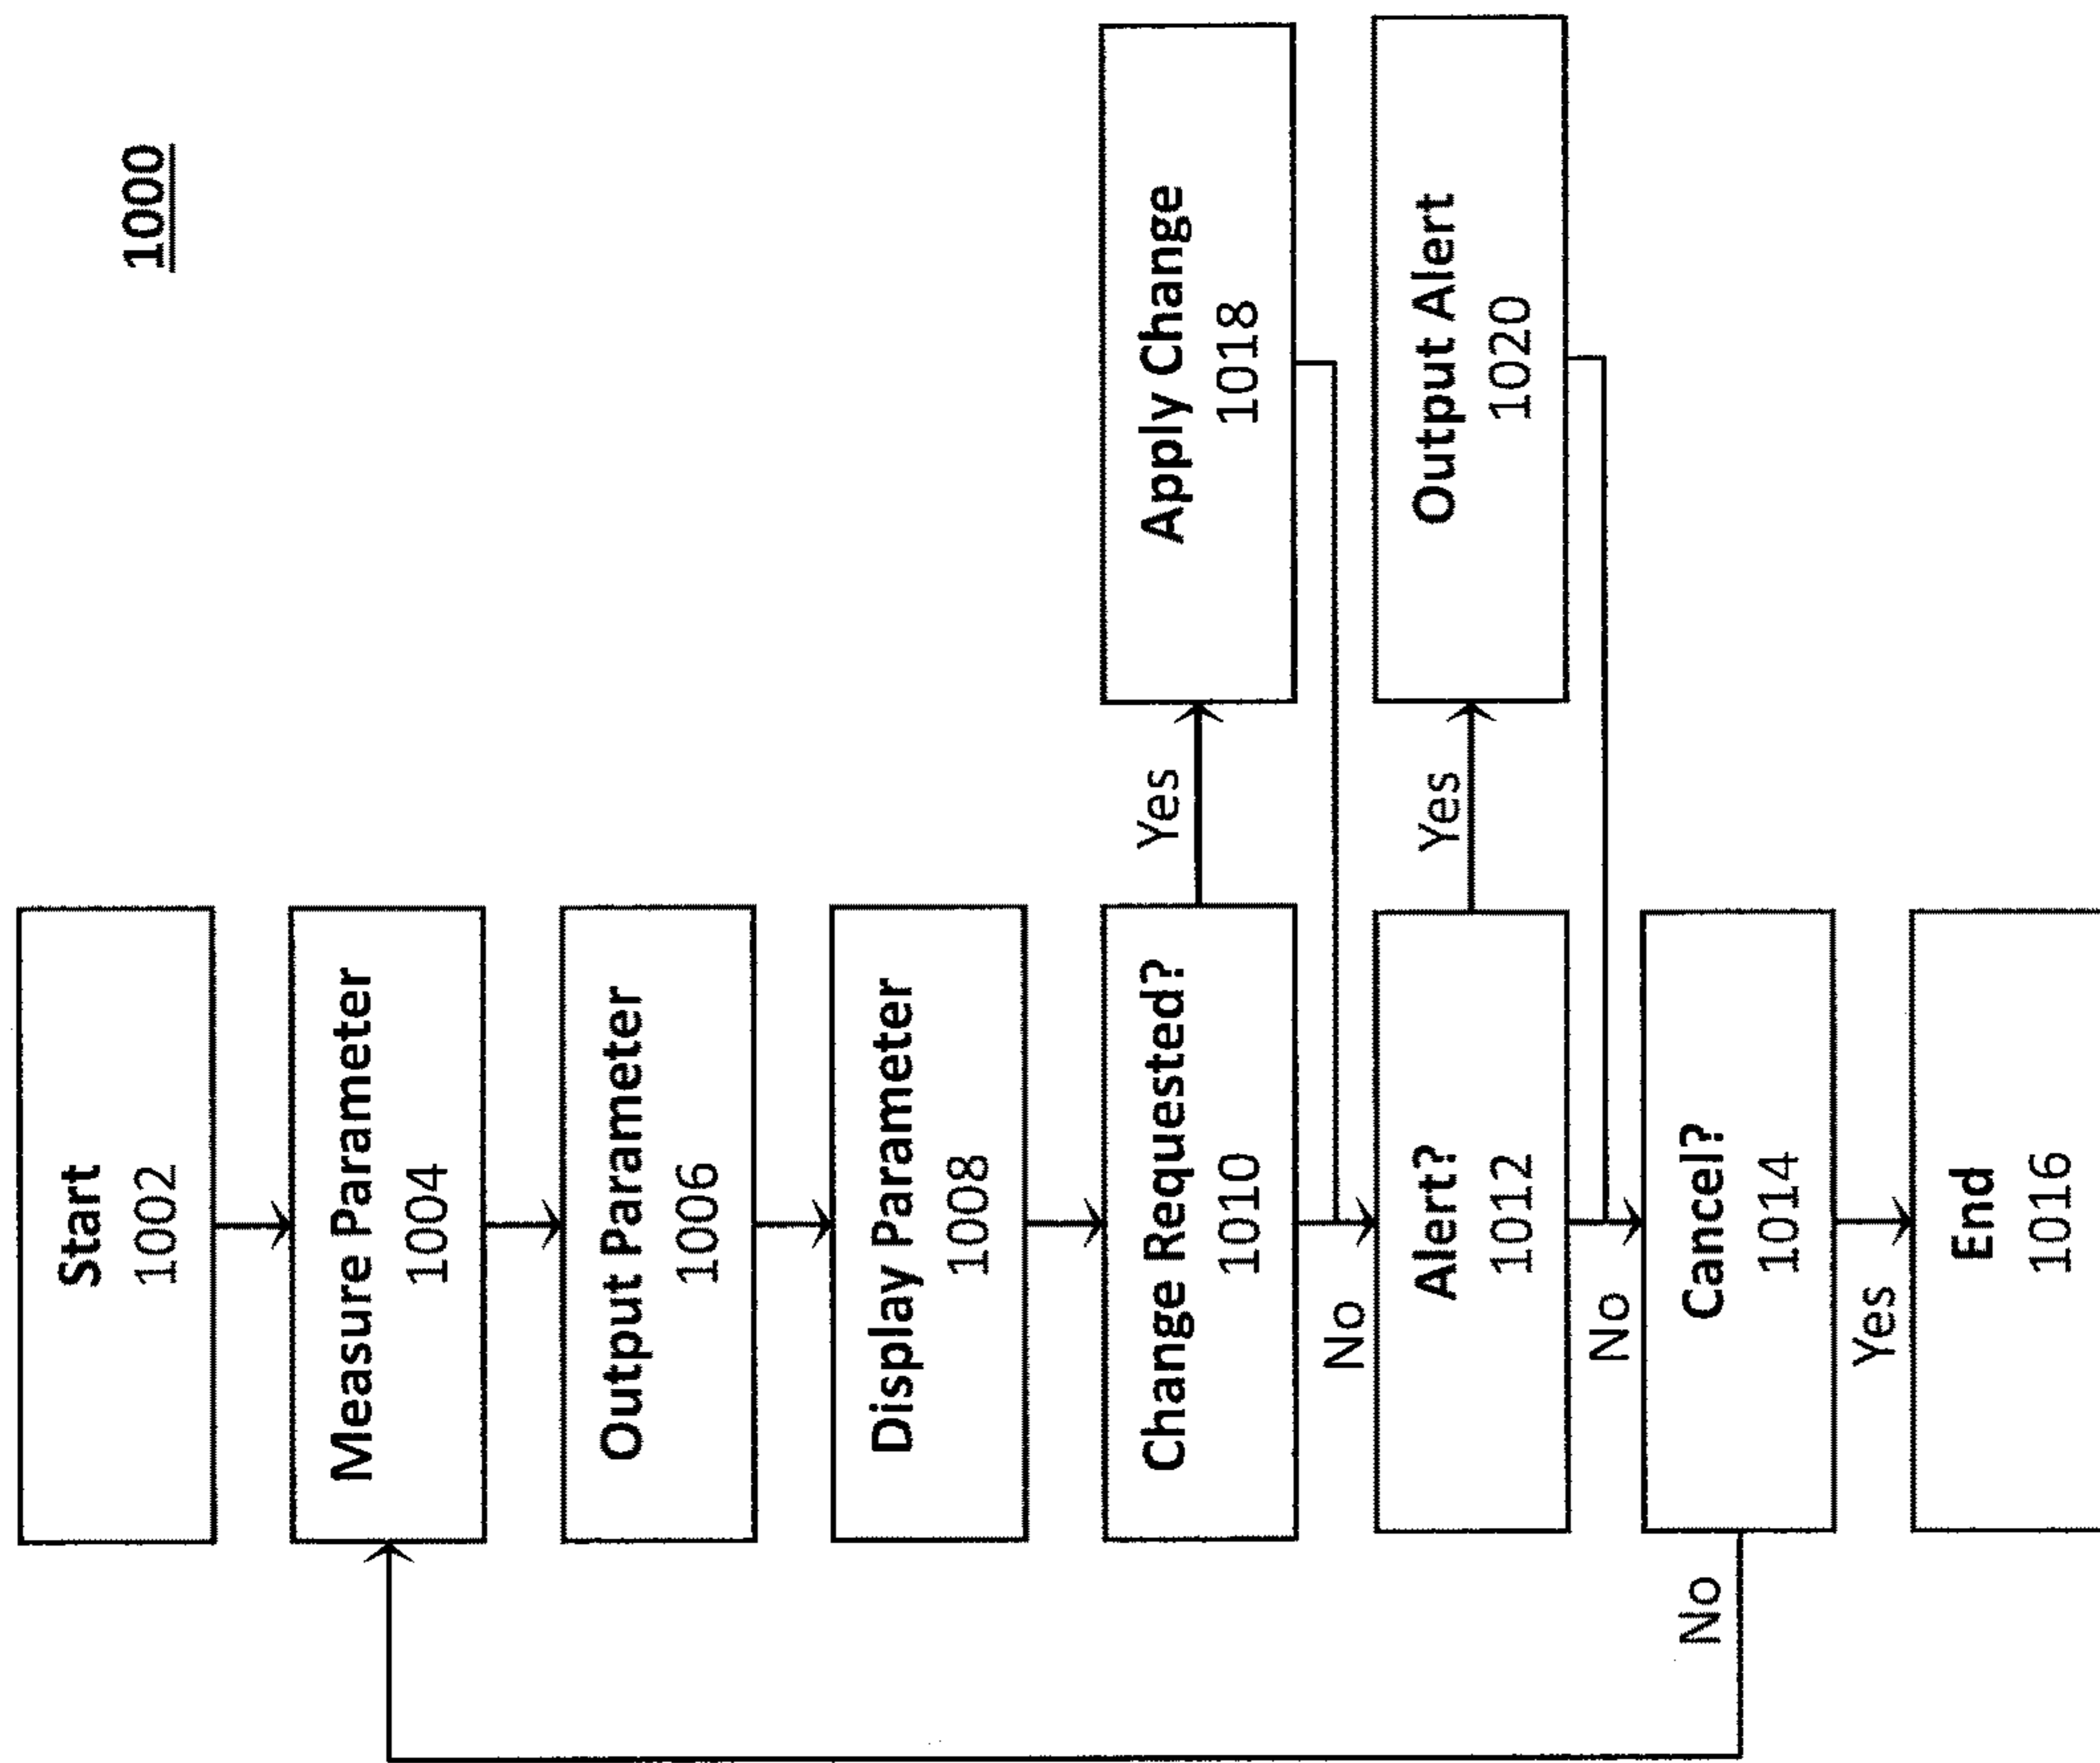 1000
Start
1002
Measure Parameter
1004
Output Parameter
1006
Display Parameter
1008
Change Requested?
1010
Yes
Apply Change
1018
No
Alert?
1012
Yes
Output Alert
1020
No
Cancel?
1014
No
Yes
End
1016